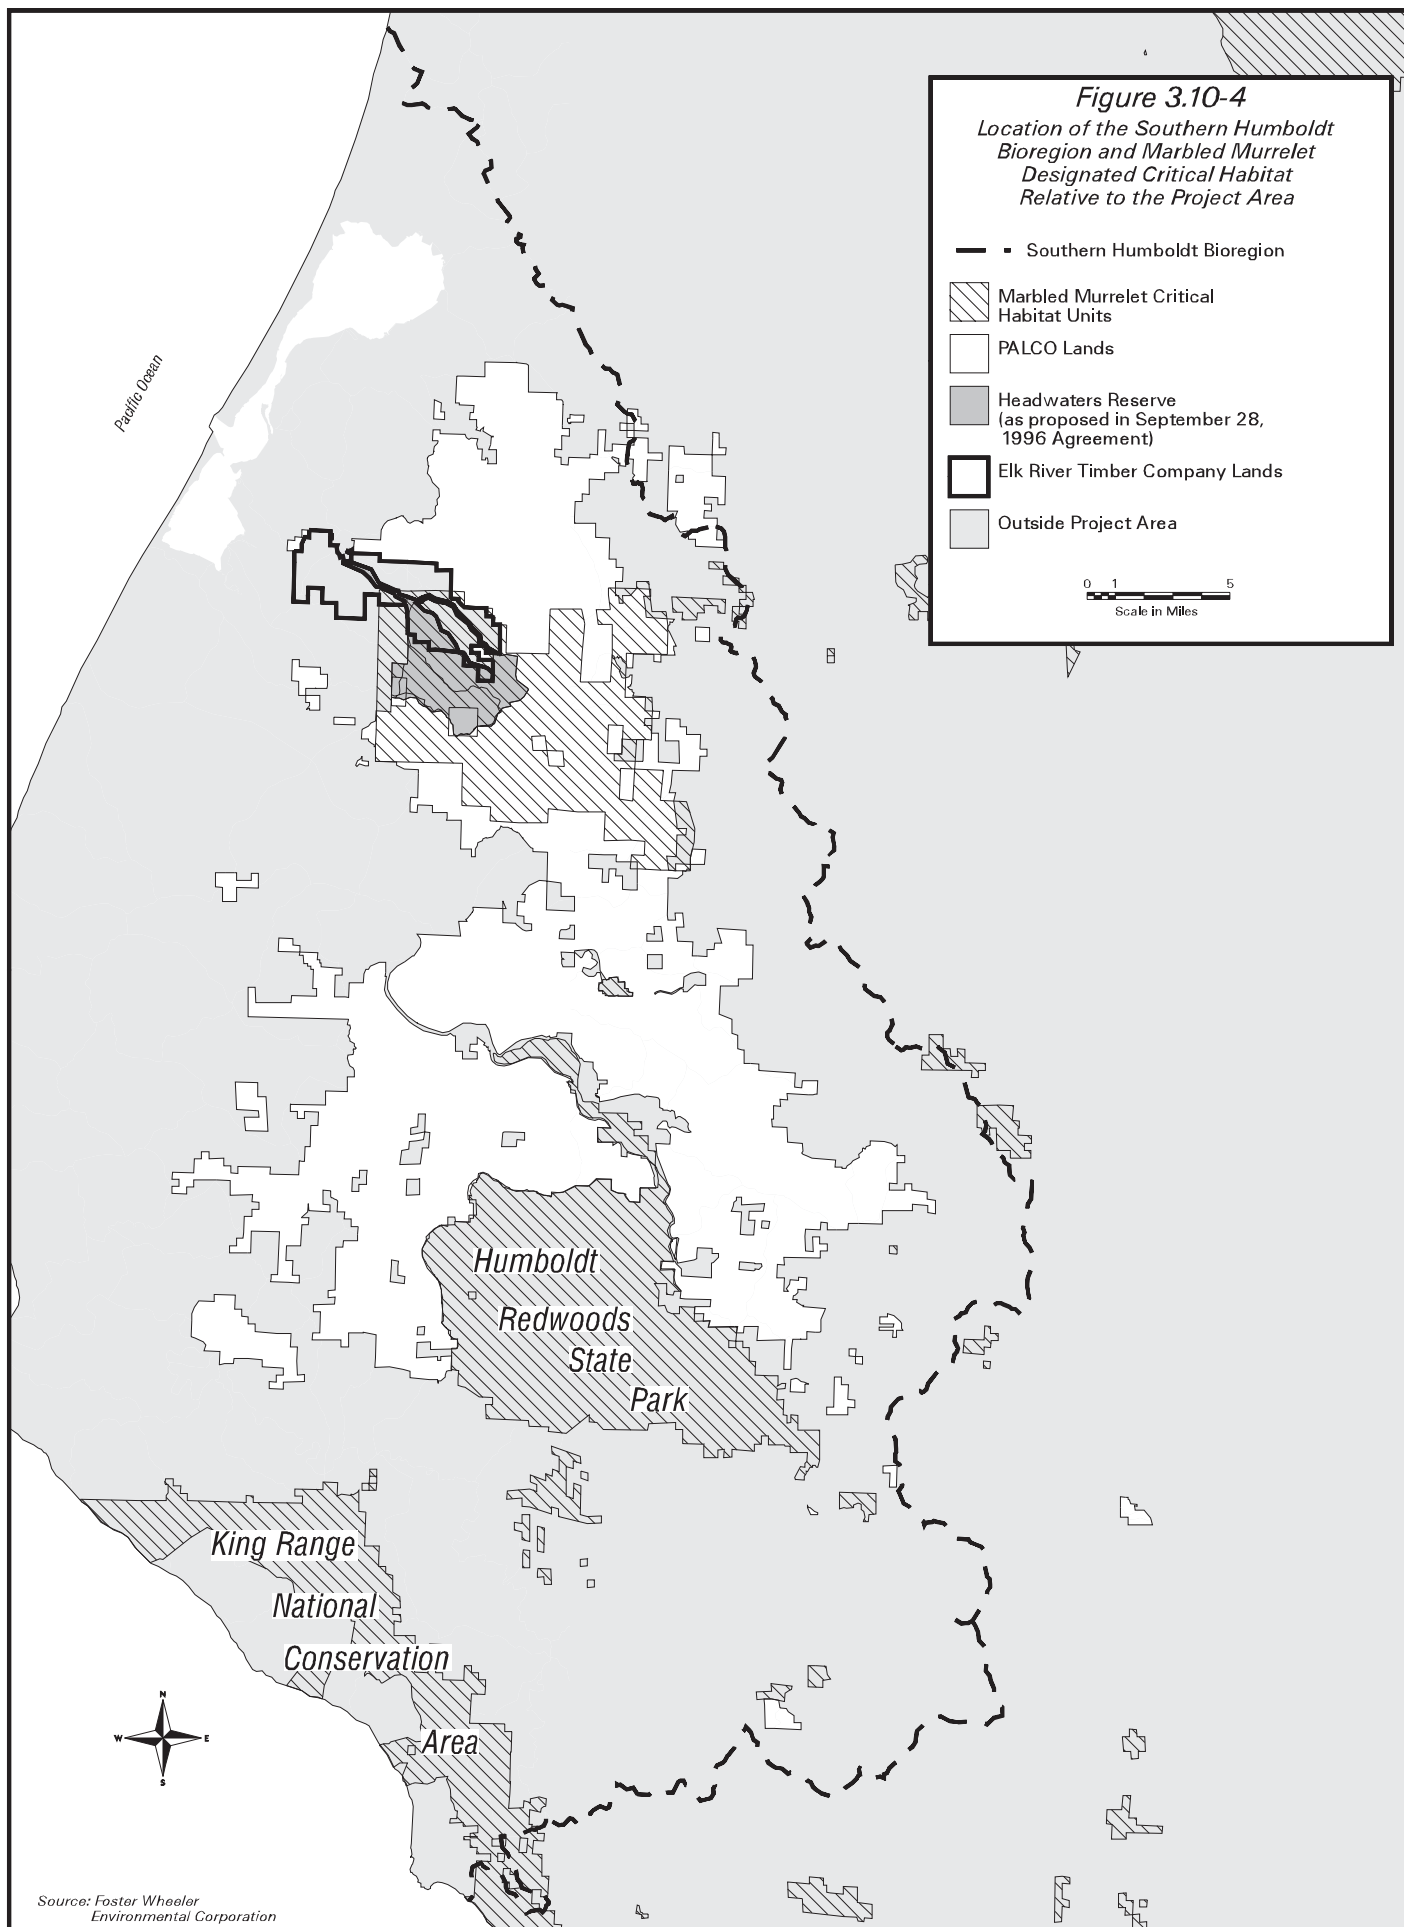 Figure 3.10-4
Location of the Southern Humboldt
Bioregion and Marbled Murrelet
Designated Critical Habitat
Relative to the Project Area
Southern Humboldt Bioregion
Marbled Murrelet Critical
Habitat Units
PALCO Lands
Headwaters Reserve
(as proposed in September 28,
1996 Agreement)
Elk River Timber Company Lands
Outside Project Area
0 1 5
Scale in Miles
Pacific Ocean
Humboldt
Redwoods
State
Park
King Range
National
Conservation
Area
N
W E
S
Source: Foster Wheeler
Environmental Corporation